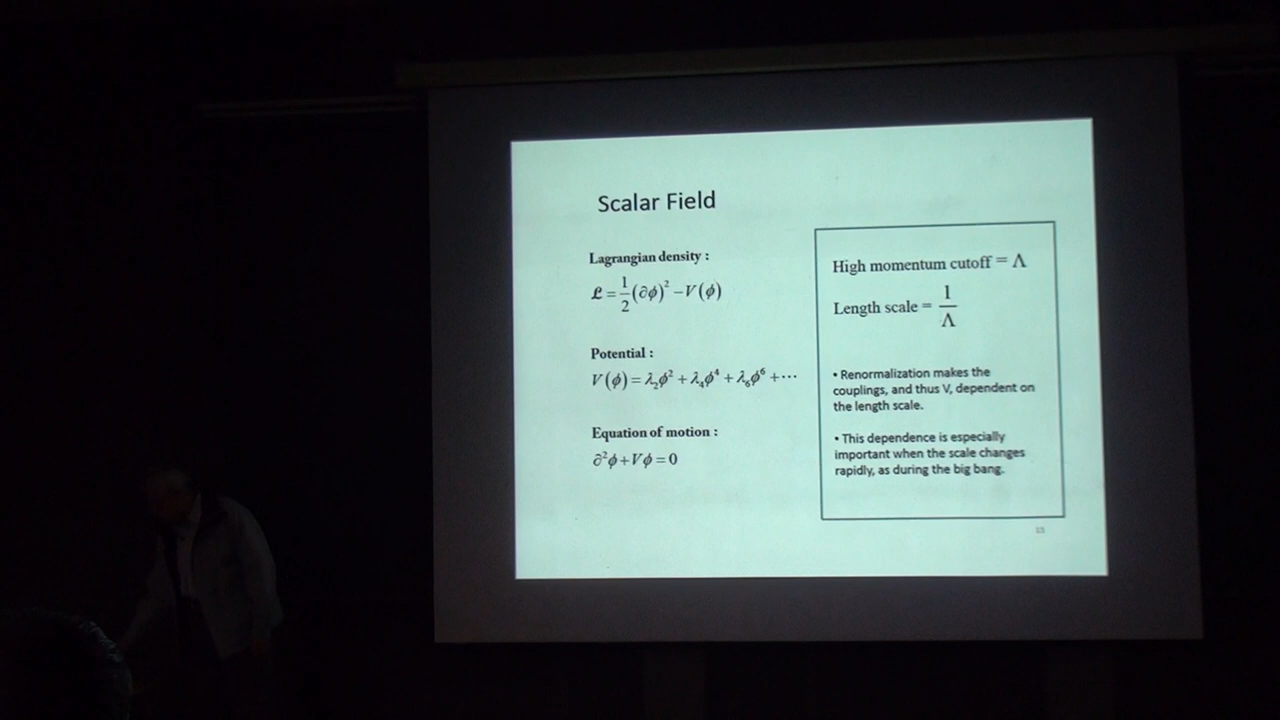 Scalar Field
Lagrangian density :
ℒ = 1/2 (∂ϕ)² − V(ϕ)
Potential :
V(ϕ) = λ₂ϕ² + λ₄ϕ⁴ + λ₆ϕ⁶ + ⋯
Equation of motion :
∂²ϕ + Vϕ = 0
High momentum cutoff = Λ
Length scale = 1/Λ
• Renormalization makes the
couplings, and thus V, dependent on
the length scale.
• This dependence is especially
important when the scale changes
rapidly, as during the big bang.